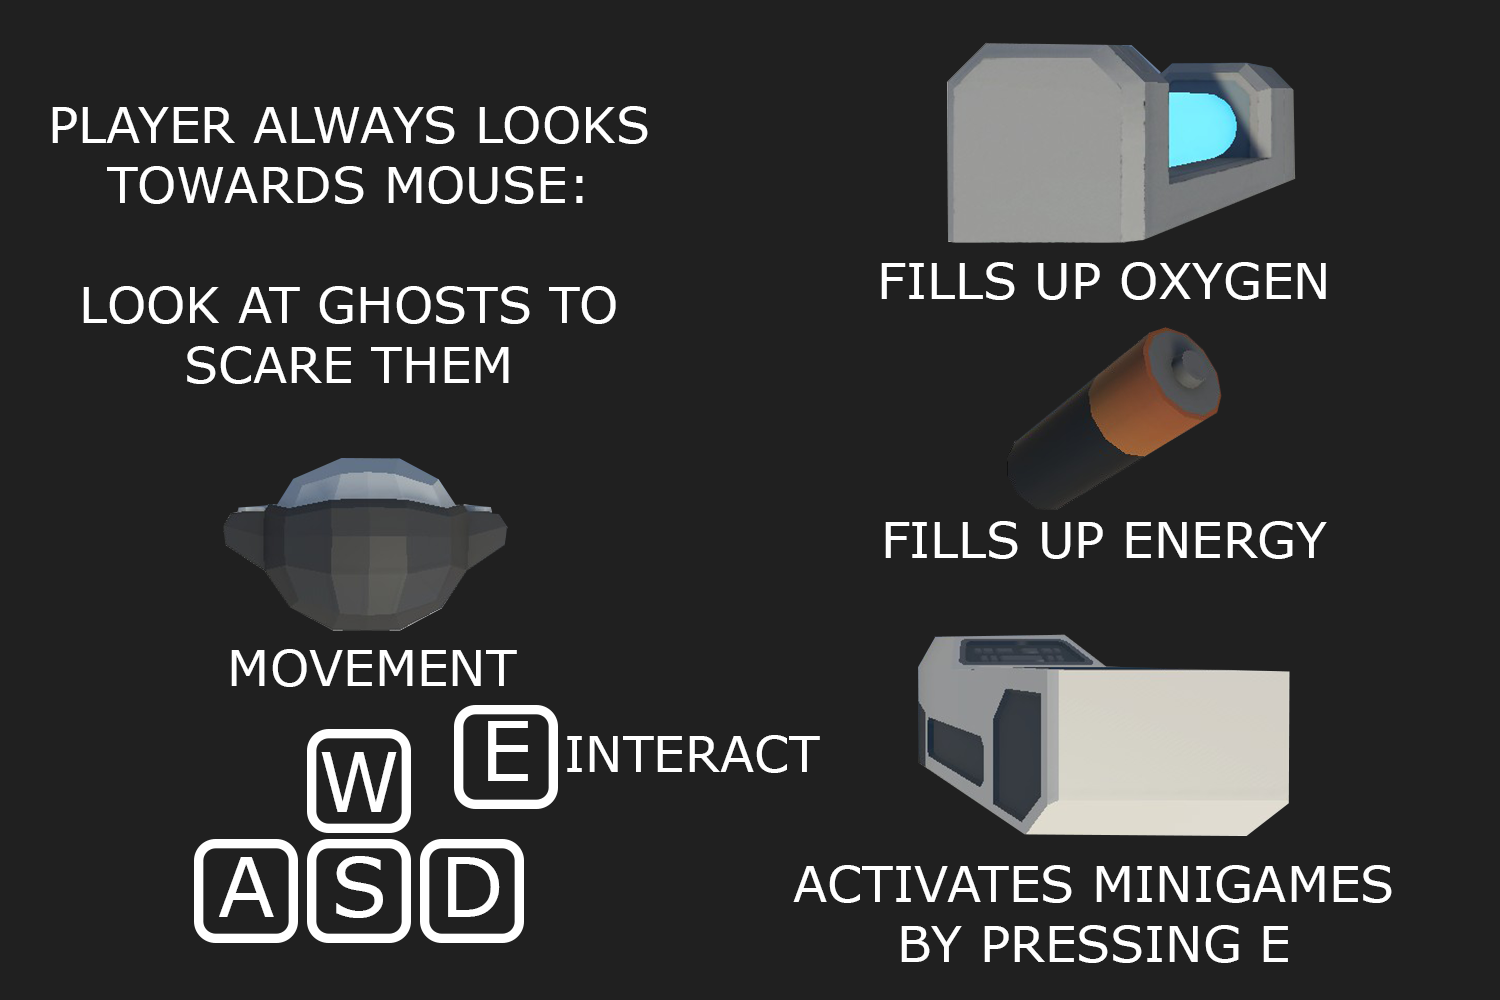 PLAYER ALWAYS LOOKS
TOWARDS MOUSE:
LOOK AT GHOSTS TO
SCARE THEM
MOVEMENT
W
E
INTERACT
A
S
D
FILLS UP OXYGEN
FILLS UP ENERGY
ACTIVATES MINIGAMES
BY PRESSING E